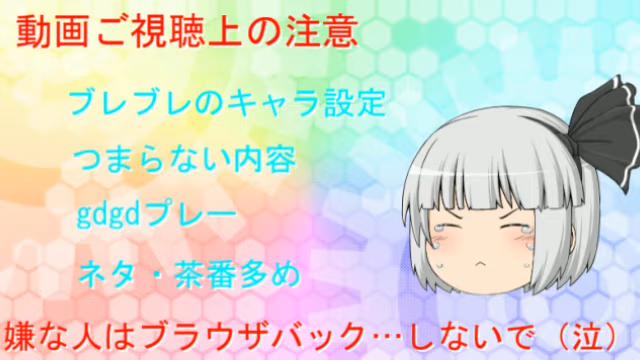 動画ご視聴上の注意
ブレブレのキャラ設定
つまらない内容
gdgdプレー
ネタ・茶番多め
嫌な人はブラウザバック…しないで（泣）